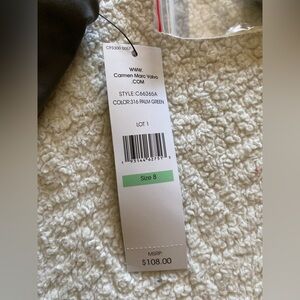 WWW.
Carmen Marc Valvo
.COM
STYLE:C66265A
COLOR:316 PALM GREEN
LOT 1
Size 8
MSRP
$108.00